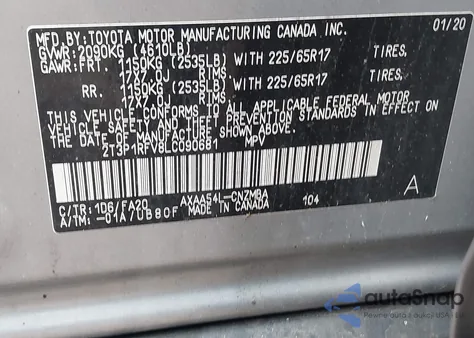 MFD. BY: TOYOTA MOTOR MANUFACTURING CANADA, INC. 01/20
GVWR: 2090KG (4610LB)
GAWR: FRT 1150KG (2535LB) WITH 225/65R17 TIRES,
17X7.0J RIMS,
RR. 1150KG (2535LB) WITH 225/65R17 TIRES,
17X7.0J RIMS,
THIS VEHICLE CONFORMS TO ALL APPLICABLE FEDERAL MOTOR
VEHICLE SAFETY AND THEFT PREVENTION STANDARDS IN EFFECT ON
THE DATE OF MANUFACTURE SHOWN ABOVE.
2T3F1RFV8LC090681 MPV
C/TR: 1D6/FA20 AXAA54L-CNZMBA 104 A
A/TM: -01A/UB80F MADE IN CANADA
autoSnap